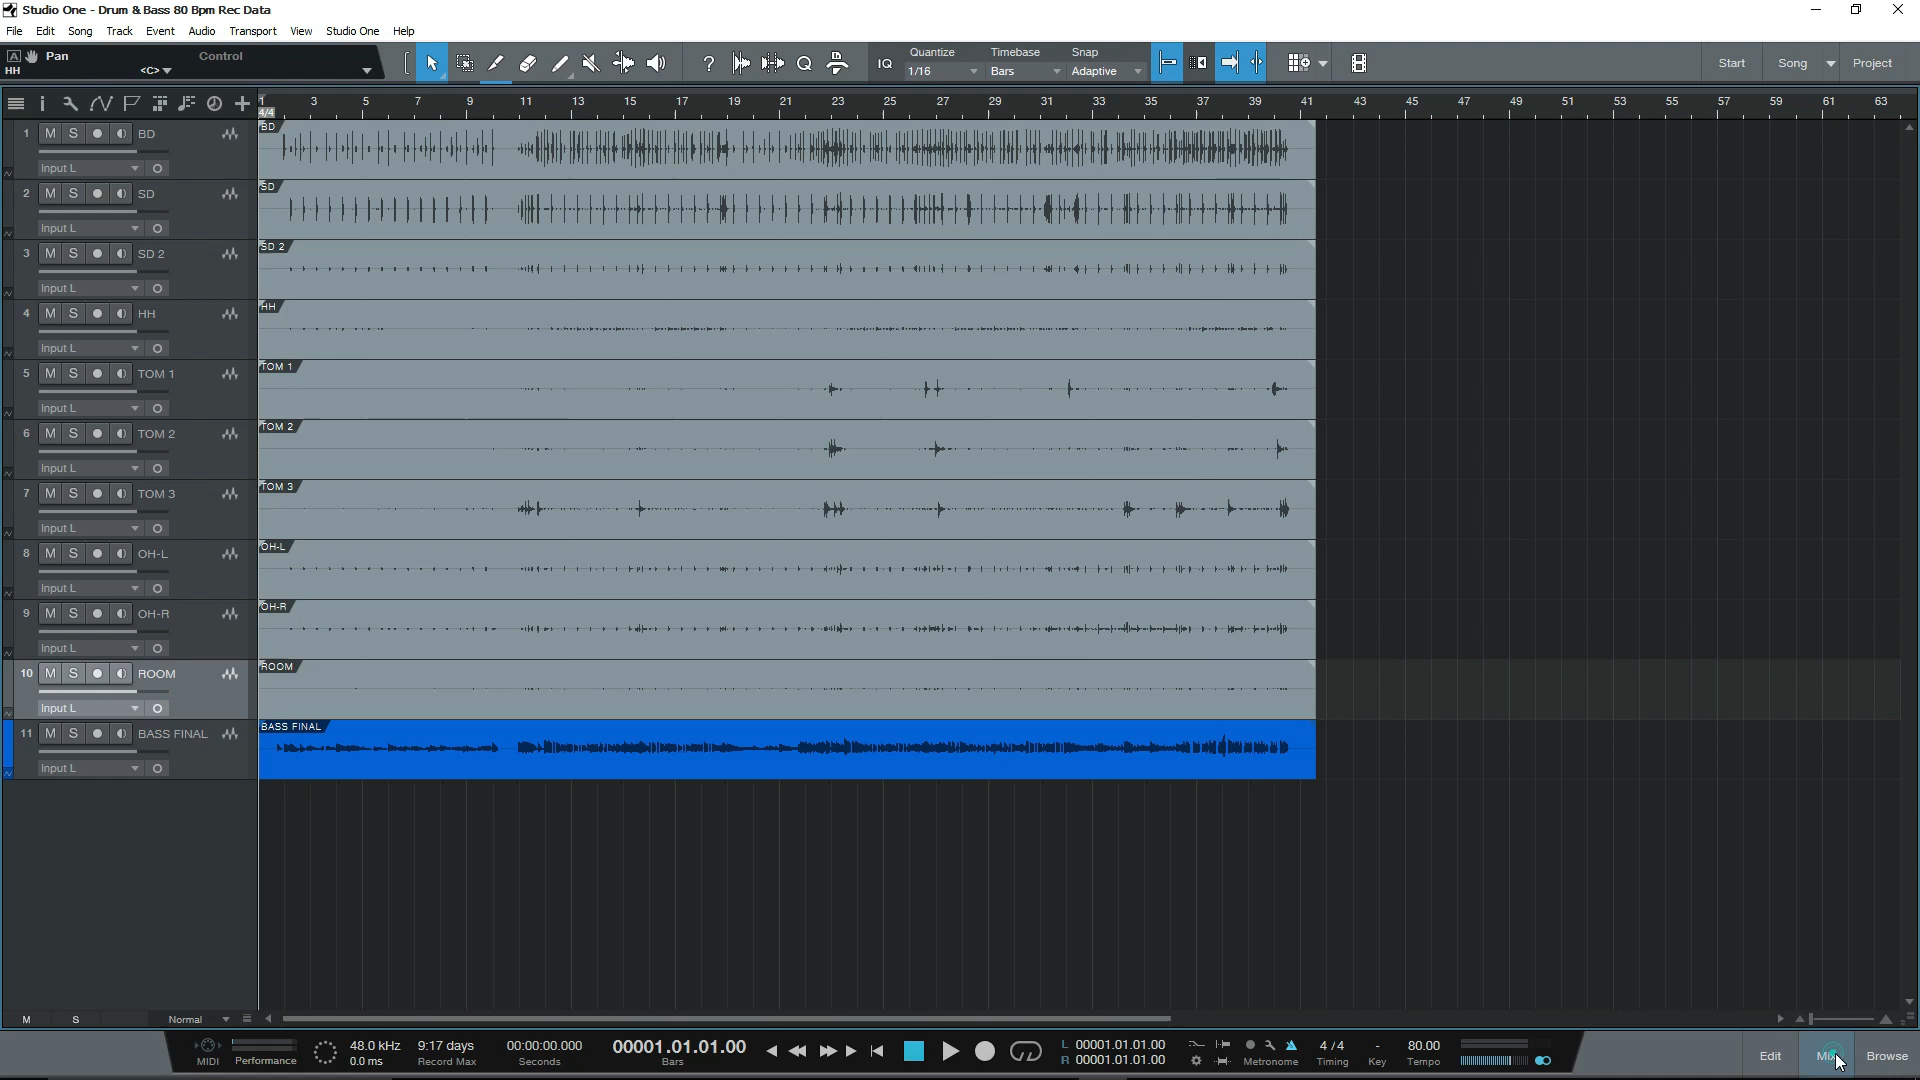 Studio One - Drum & Bass 80 Bpm Rec Data
File Edit Song Track Event Audio Transport View Studio One Help
A Pan Control
HH <C>
? Q IQ Quantize Timebase Snap
1/16 Bars Adaptive
Start Song Project
1 3 5 7 9 11 13 15 17 19 21 23 25 27 29 31 33 35 37 39 41 43 45 47 49 51 53 55 57 59 61 63
4/4
1 M S BD
Input L
BD
2 M S SD
Input L
SD
3 M S SD 2
Input L
SD 2
4 M S HH
Input L
HH
5 M S TOM 1
Input L
TOM 1
6 M S TOM 2
Input L
TOM 2
7 M S TOM 3
Input L
TOM 3
8 M S OH-L
Input L
OH-L
9 M S OH-R
Input L
OH-R
10 M S ROOM
Input L
ROOM
11 M S BASS FINAL
Input L
BASS FINAL
M S Normal
MIDI Performance
48.0 kHz
0.0 ms
9:17 days
Record Max
00:00:00.000
Seconds
00001.01.01.00
Bars
L 00001.01.01.00
R 00001.01.01.00
Metronome
4 / 4
Timing
-
Key
80.00
Tempo
Edit Mix Browse